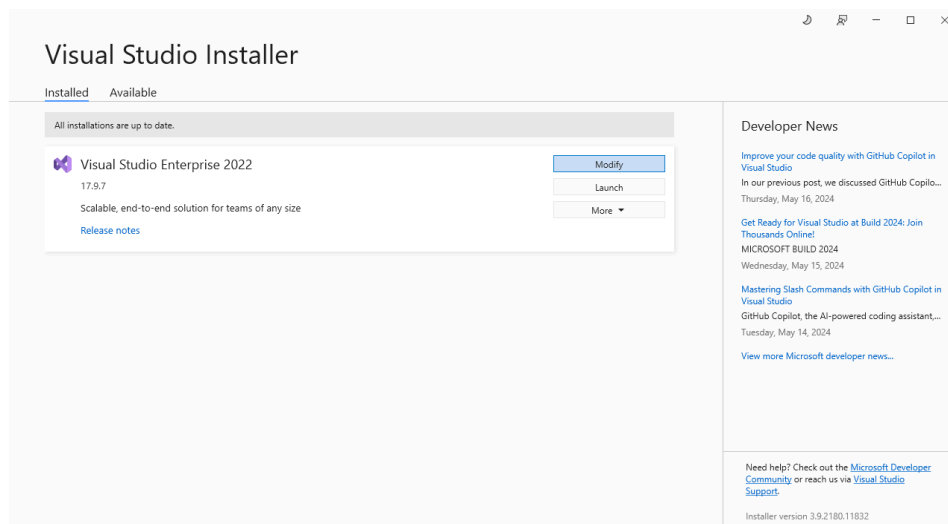 Visual Studio Installer
Installed
Available
All installations are up to date.
Visual Studio Enterprise 2022
17.9.7
Scalable, end-to-end solution for teams of any size
Release notes
Modify
Launch
More
Developer News
Improve your code quality with GitHub Copilot in
Visual Studio
In our previous post, we discussed GitHub Copilo...
Thursday, May 16, 2024
Get Ready for Visual Studio at Build 2024: Join
Thousands Online!
MICROSOFT BUILD 2024
Wednesday, May 15, 2024
Mastering Slash Commands with GitHub Copilot in
Visual Studio
GitHub Copilot, the AI-powered coding assistant,...
Tuesday, May 14, 2024
View more Microsoft developer news...
Need help? Check out the Microsoft Developer
Community or reach us via Visual Studio
Support.
Installer version 3.9.2180.11832